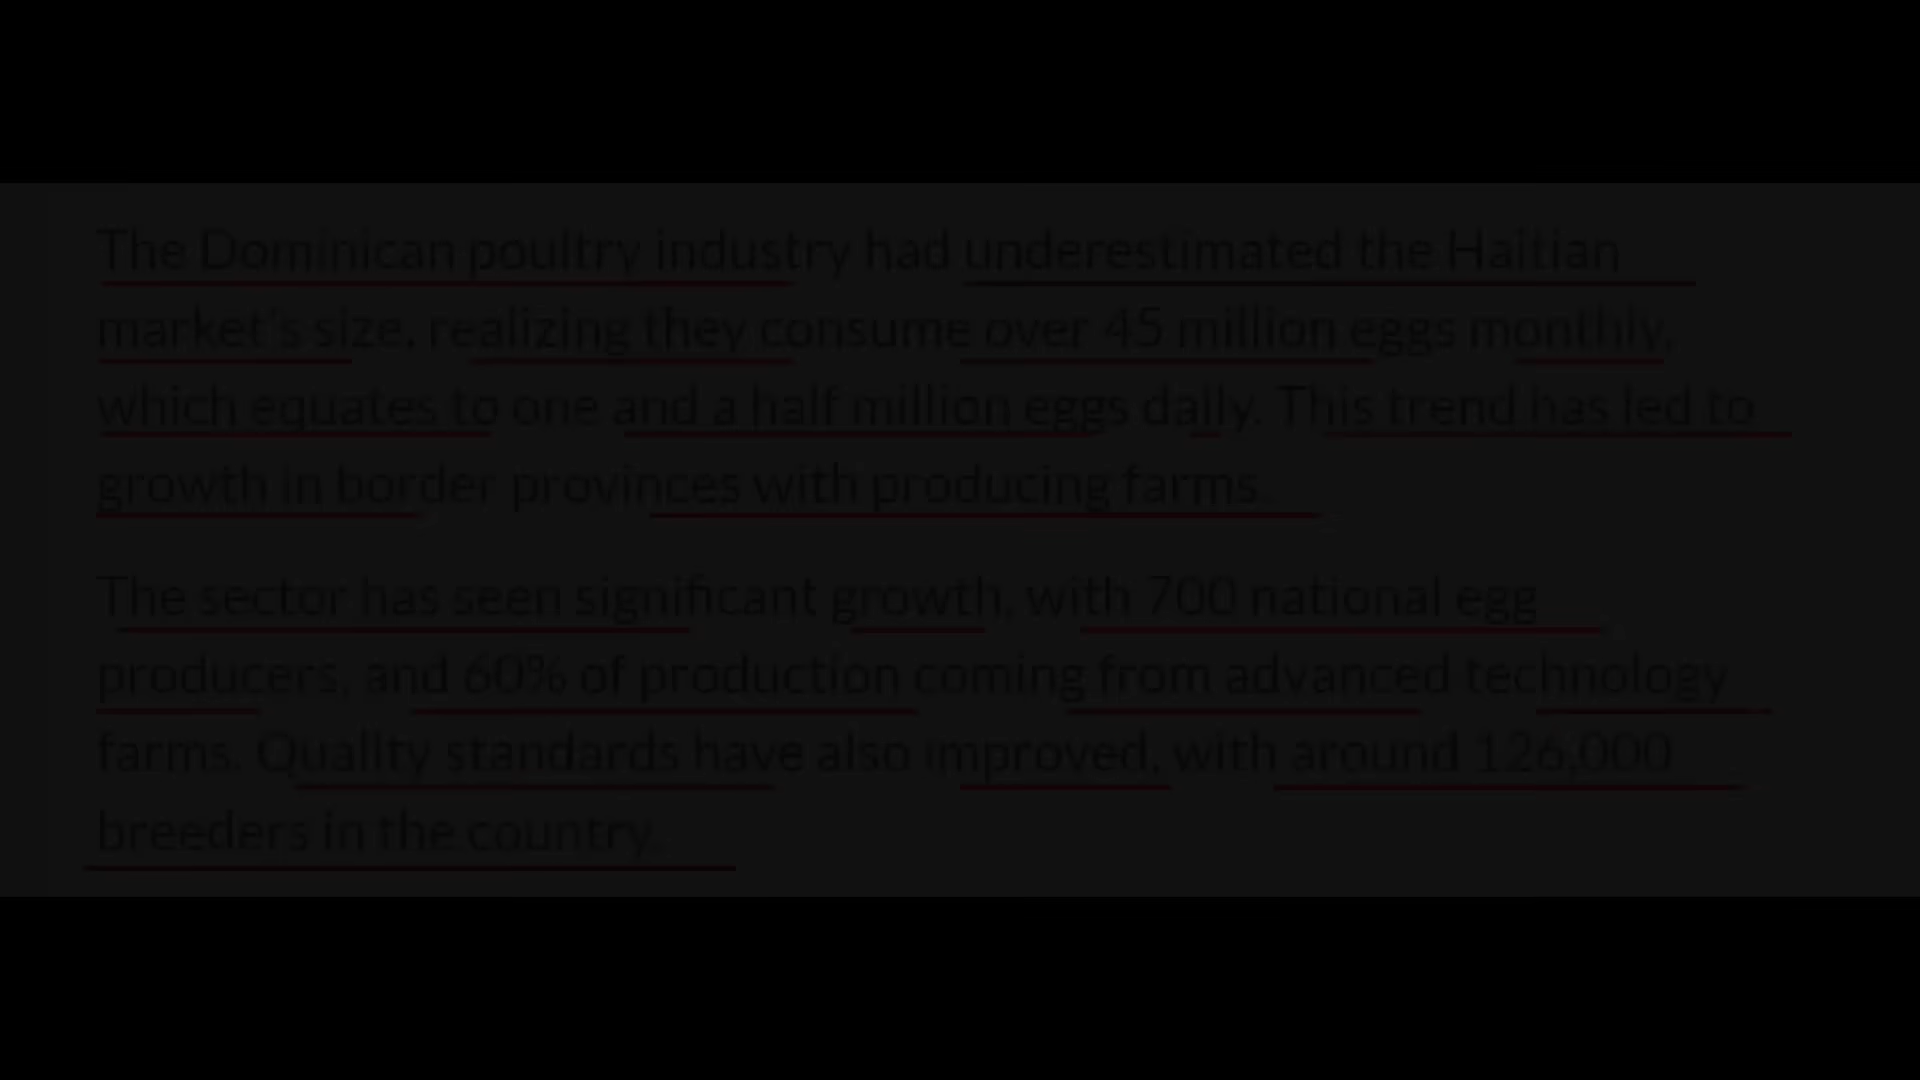 The Dominican poultry industry had underestimated the Haitian
market's size, realizing they consume over 45 million eggs monthly,
which equates to one and a half million eggs daily. This trend has led to
growth in border provinces with producing farms.
The sector has seen significant growth, with 700 national egg
producers, and 60% of production coming from advanced technology
farms. Quality standards have also improved, with around 126,000
breeders in the country.